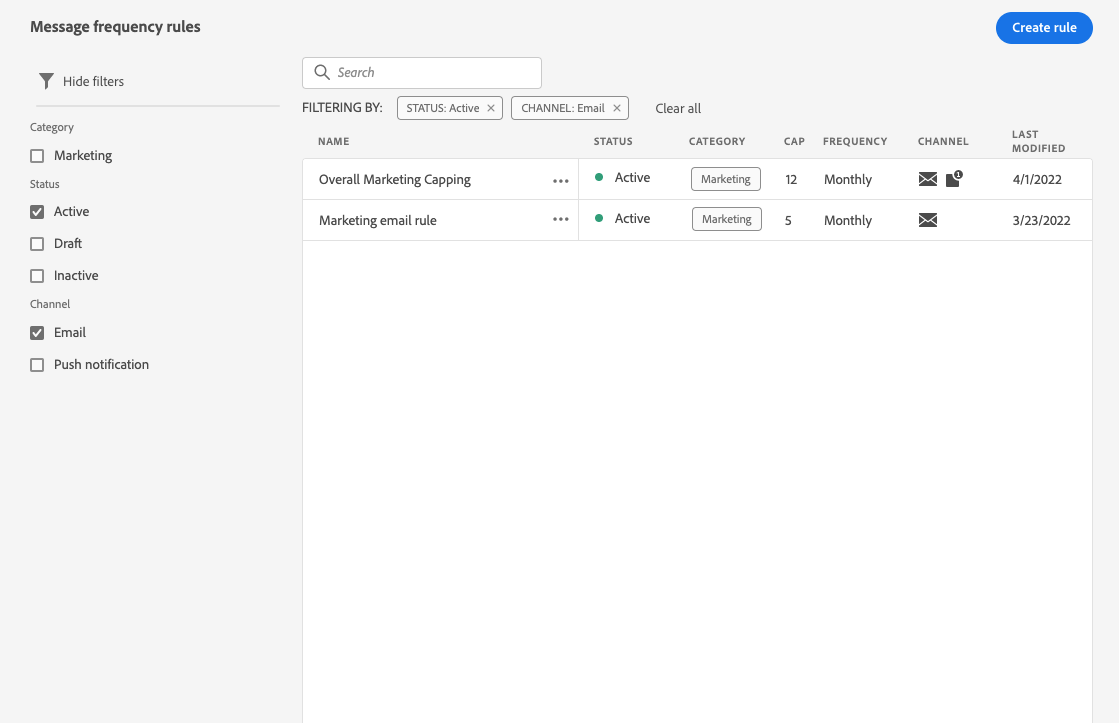 Message frequency rules
Create rule
Hide filters
Search
FILTERING BY: STATUS: Active CHANNEL: Email Clear all
Category
Marketing
Status
Active
Draft
Inactive
Channel
Email
Push notification
NAME STATUS CATEGORY CAP FREQUENCY CHANNEL LAST
MODIFIED
Overall Marketing Capping Active Marketing 12 Monthly 1 4/1/2022
Marketing email rule Active Marketing 5 Monthly 3/23/2022